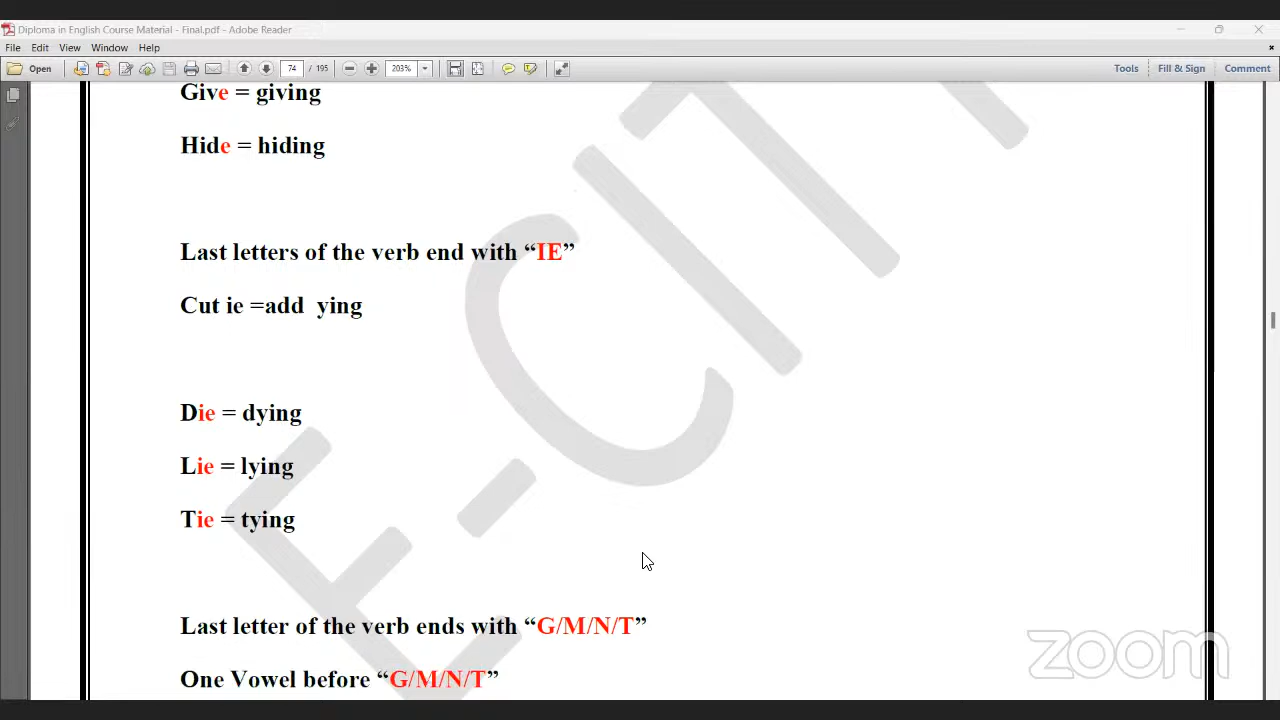 Diploma in English Course Material - Final.pdf - Adobe Reader
File Edit View Window Help
Open 74 / 195 203% Tools Fill & Sign Comment
Give = giving
Hide = hiding
Last letters of the verb end with “IE”
Cut ie =add ying
Die = dying
Lie = lying
Tie = tying
Last letter of the verb ends with “G/M/N/T”
One Vowel before “G/M/N/T”
E-CIT
zoom